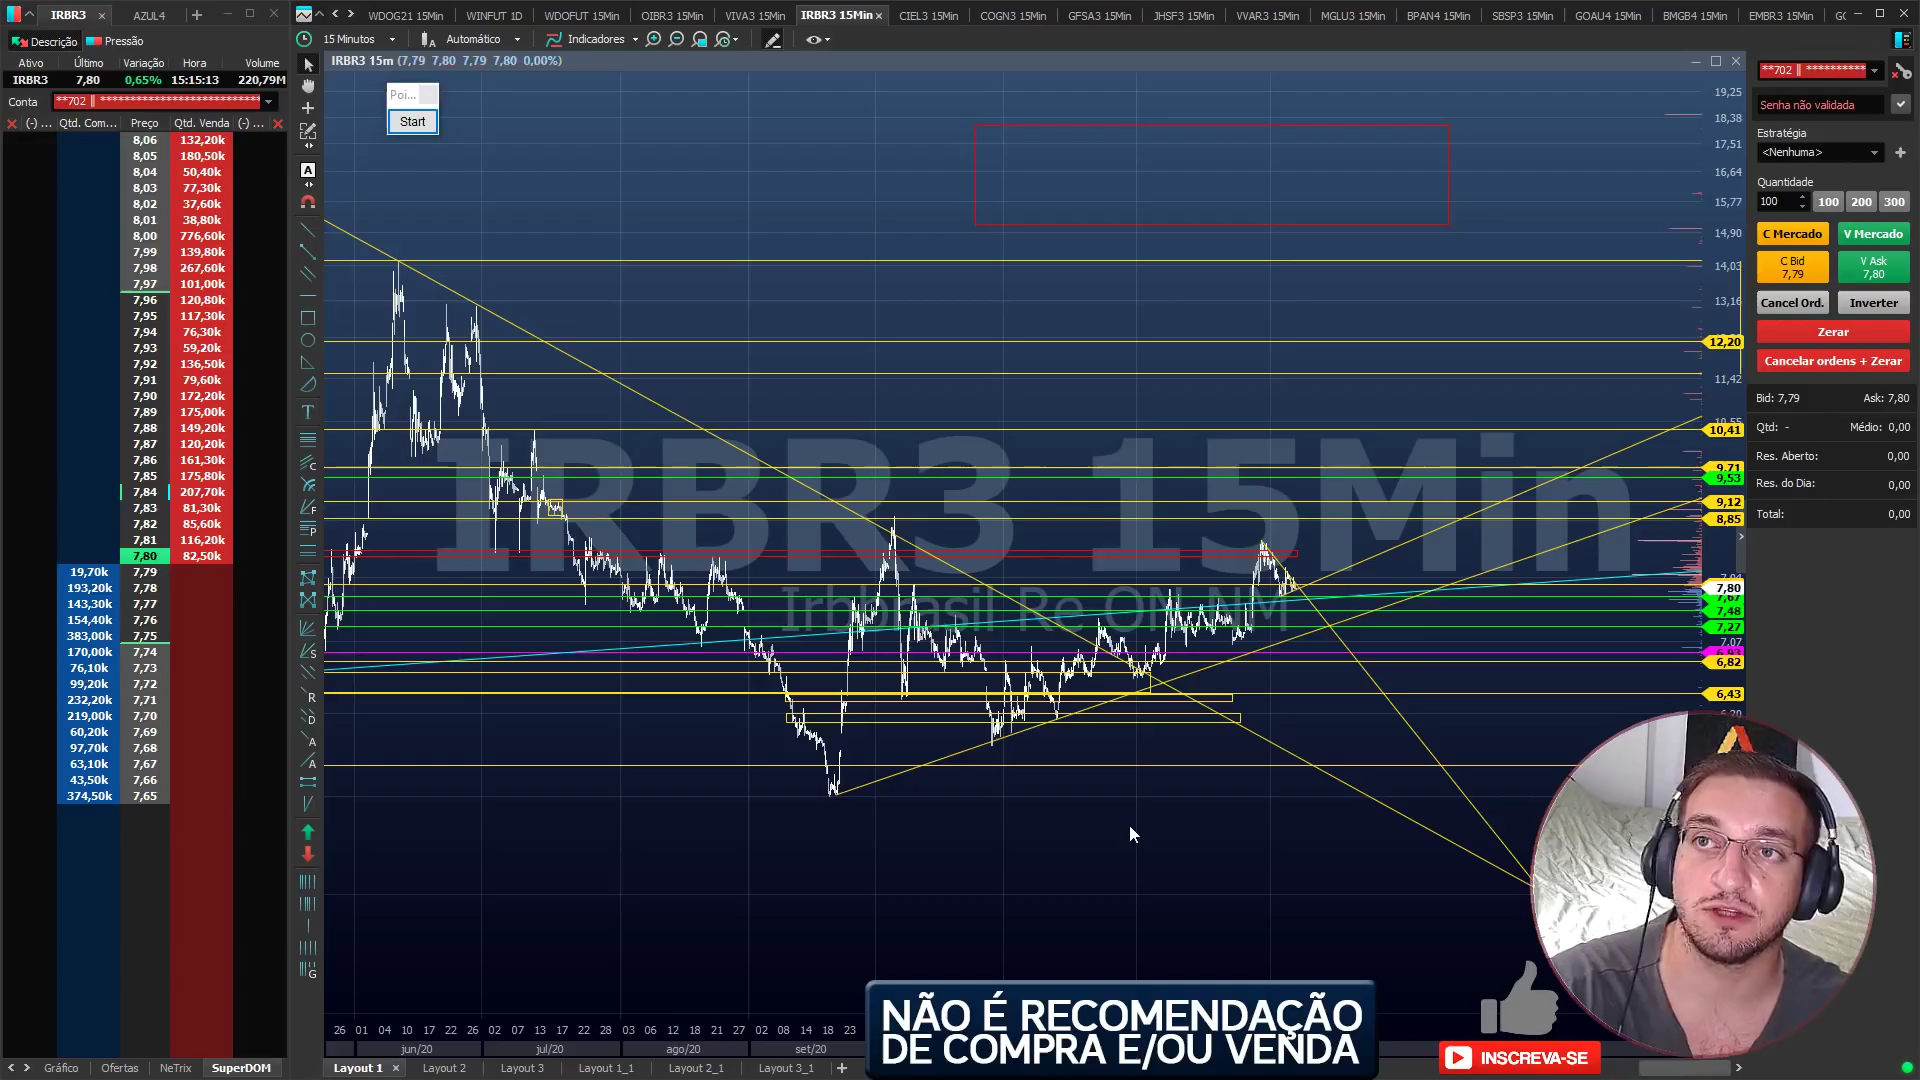 IRBR3
AZUL4
Descrição
Pressão
Ativo Último Variação Hora Volume
IRBR3 7,80 0,65% 15:15:13 220,79M
Conta **702
(-) ... Qtd. Com... Preço Qtd. Venda (-) ...
8,06 132,20k
8,05 180,50k
8,04 50,40k
8,03 77,30k
8,02 37,60k
8,01 38,80k
8,00 776,60k
7,99 139,80k
7,98 267,60k
7,97 101,00k
7,96 120,80k
7,95 117,30k
7,94 76,30k
7,93 59,20k
7,92 136,50k
7,91 79,60k
7,90 172,20k
7,89 175,00k
7,88 149,20k
7,87 120,20k
7,86 161,30k
7,85 175,80k
7,84 207,70k
7,83 81,30k
7,82 85,60k
7,81 116,20k
7,80 82,50k
19,70k 7,79
193,20k 7,78
143,30k 7,77
154,40k 7,76
383,00k 7,75
170,00k 7,74
76,10k 7,73
99,20k 7,72
232,20k 7,71
219,00k 7,70
60,20k 7,69
97,70k 7,68
63,10k 7,67
43,50k 7,66
374,50k 7,65
Gráfico Ofertas NeTrix SuperDOM
WDOG21 15Min WINFUT 1D WDOFUT 15Min OIBR3 15Min VIVA3 15Min IRBR3 15Min CIEL3 15Min COGN3 15Min GFSA3 15Min JHSF3 15Min VVAR3 15Min MGLU3 15Min BPAN4 15Min SBSP3 15Min GOAU4 15Min BMGB4 15Min EMBR3 15Min
15 Minutos Automático Indicadores
IRBR3 15m (7,79 7,80 7,79 7,80 0,00%)
Poi...
Start
IRBR3 15Min
Irbbrasil Re ON NM
19,25
18,38
17,51
16,64
15,77
14,90
14,03
13,16
12,20
11,42
10,41
9,71
9,53
9,12
8,85
7,80
7,48
7,27
7,07
6,82
6,43
26 01 04 10 17 22 26 02 07 13 17 22 28 03 06 12 18 21 27 02 08 11 14 18 23
jun/20 jul/20 ago/20 set/20
Layout 1 Layout 2 Layout 3 Layout 1_1 Layout 2_1 Layout 3_1
**702
Senha não validada
Estratégia
<Nenhuma>
Quantidade
100 100 200 300
C Mercado V Mercado
C Bid 7,79 V Ask 7,80
Cancel Ord. Inverter
Zerar
Cancelar ordens + Zerar
Bid: 7,79 Ask: 7,80
Qtd: - Médio: 0,00
Res. Aberto: 0,00
Res. do Dia: 0,00
Total: 0,00
NÃO É RECOMENDAÇÃO
DE COMPRA E/OU VENDA
INSCREVA-SE